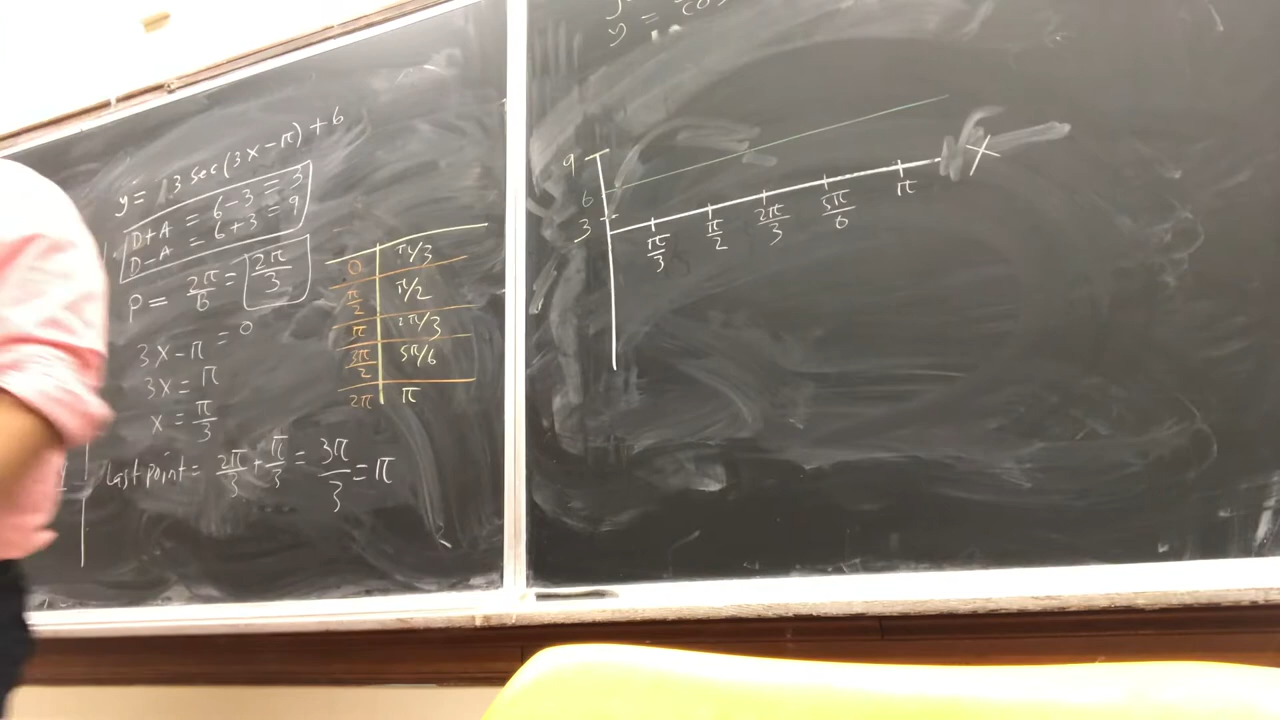 y = 3 sec(3x-π) + 6
D+A = 6-3 = 3
D-A = 6+3 = 9
P = 2π/B = 2π/3
3x-π = 0
3x = π
x = π/3
last point = 2π/3 + π/3 = 3π/3 = π
0 π/3
π/2 π/2
π 2π/3
3π/2 5π/6
2π π
y =
9
6
3
π/3 π/2 2π/3 5π/6 π x